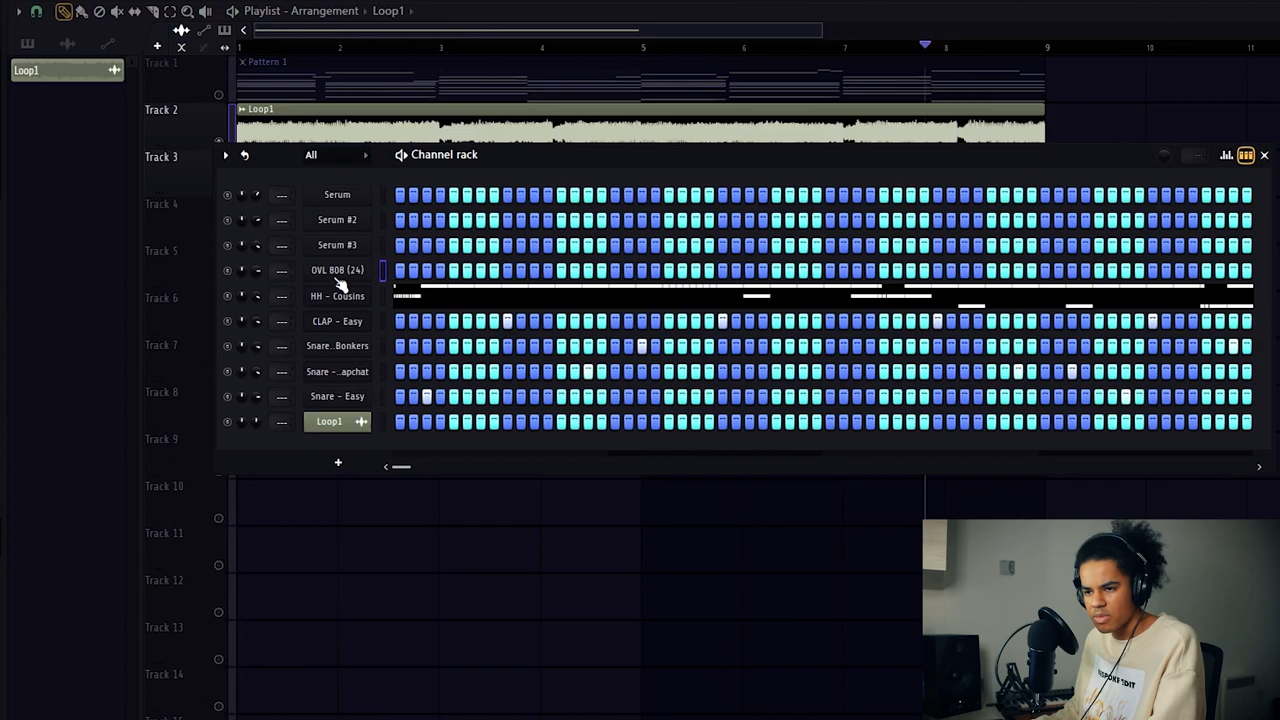 Playlist - Arrangement › Loop1 ›
1 2 3 4 5 6 7 8 9 10 11
Loop1
Track 1
Pattern 1
Track 2
Loop1
Track 3
All
Channel rack
Track 4
Track 5
Track 6
Track 7
Track 8
Track 9
Track 10
Track 11
Track 12
Track 13
Track 14
Serum
Serum #2
Serum #3
OVL 808 (24)
HH - Cousins
CLAP - Easy
Snare..Bonkers
Snare -..apchat
Snare - Easy
Loop1